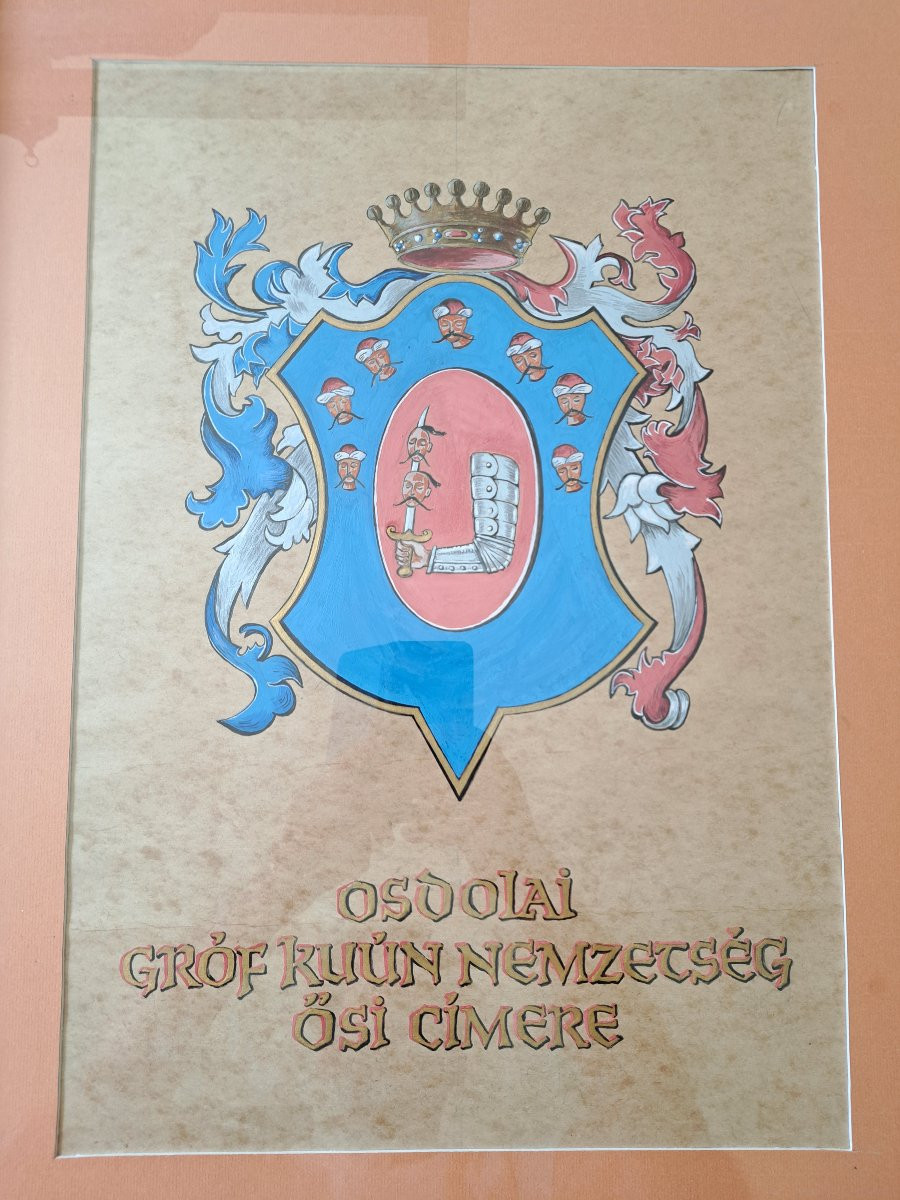 OSDOLAI
GRÓF KUÚN NEMZETSÉG
ŐSI CÍMERE